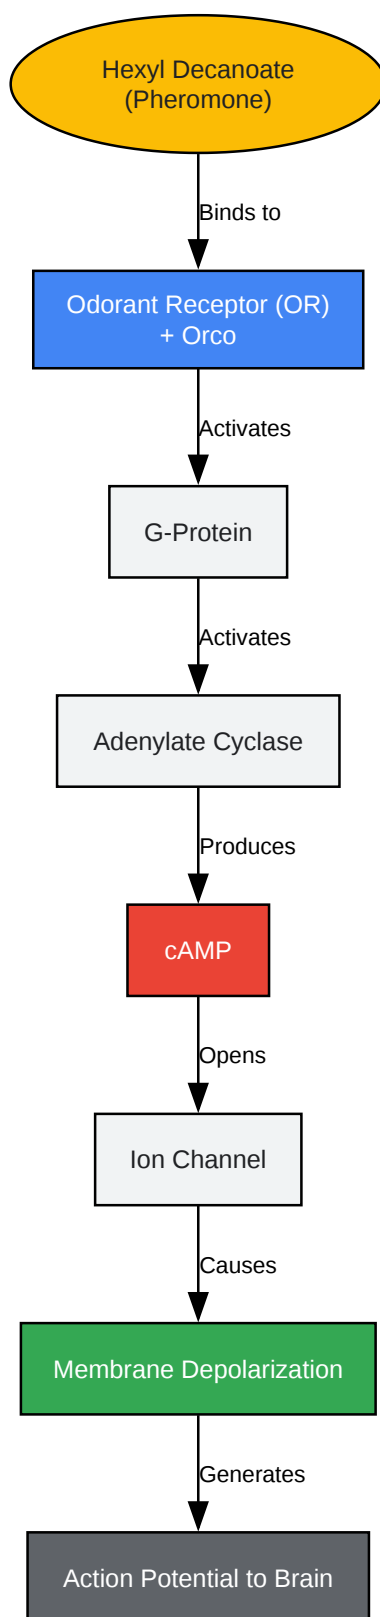 Hexyl Decanoate
(Pheromone)
Binds to
Odorant Receptor (OR)
+ Orco
Activates
G-Protein
Activates
Adenylate Cyclase
Produces
cAMP
Opens
Ion Channel
Causes
Membrane Depolarization
Generates
Action Potential to Brain